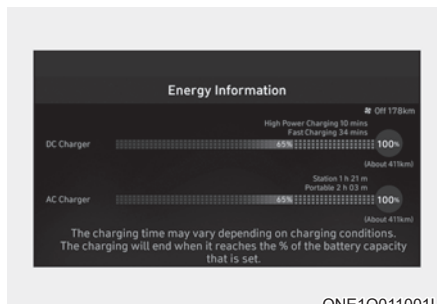 Energy Information
Off 178km
High Power Charging 10 mins
Fast Charging 34 mins
DC Charger 65% 100%
(About 411km)
Station 1 h 21 m
Portable 2 h 03 m
AC Charger 65% 100%
(About 411km)
The charging time may vary depending on charging conditions.
The charging will end when it reaches the % of the battery capacity
that is set.